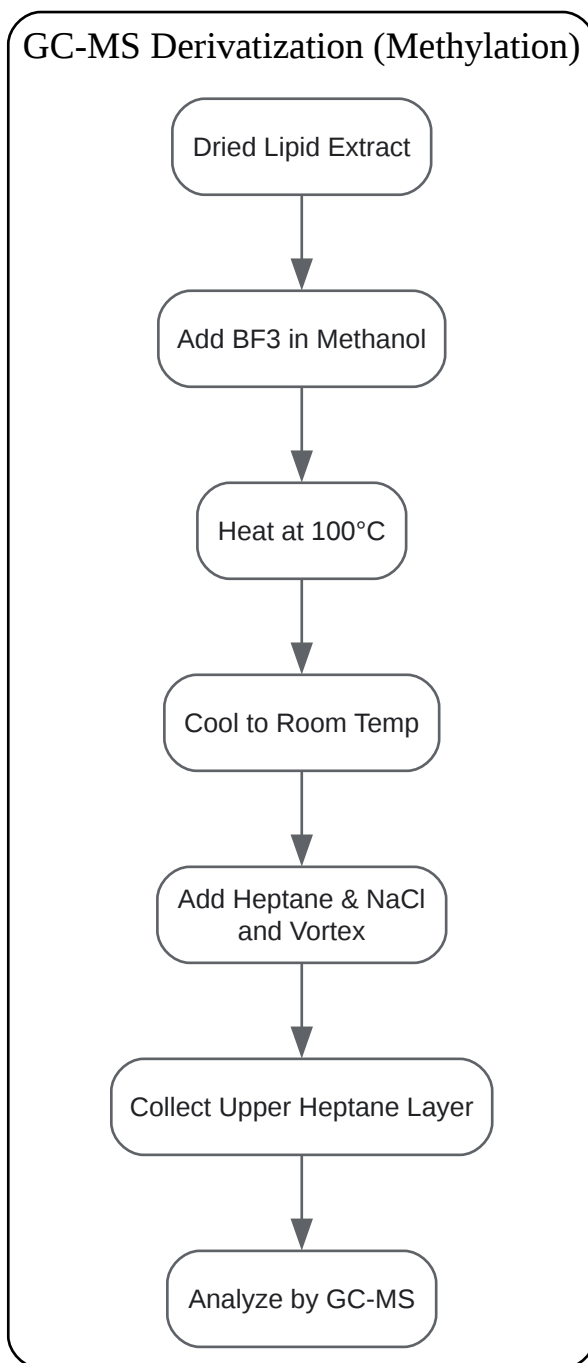 GC-MS Derivatization (Methylation)
Dried Lipid Extract
Add BF3 in Methanol
Heat at 100°C
Cool to Room Temp
Add Heptane & NaCl
and Vortex
Collect Upper Heptane Layer
Analyze by GC-MS